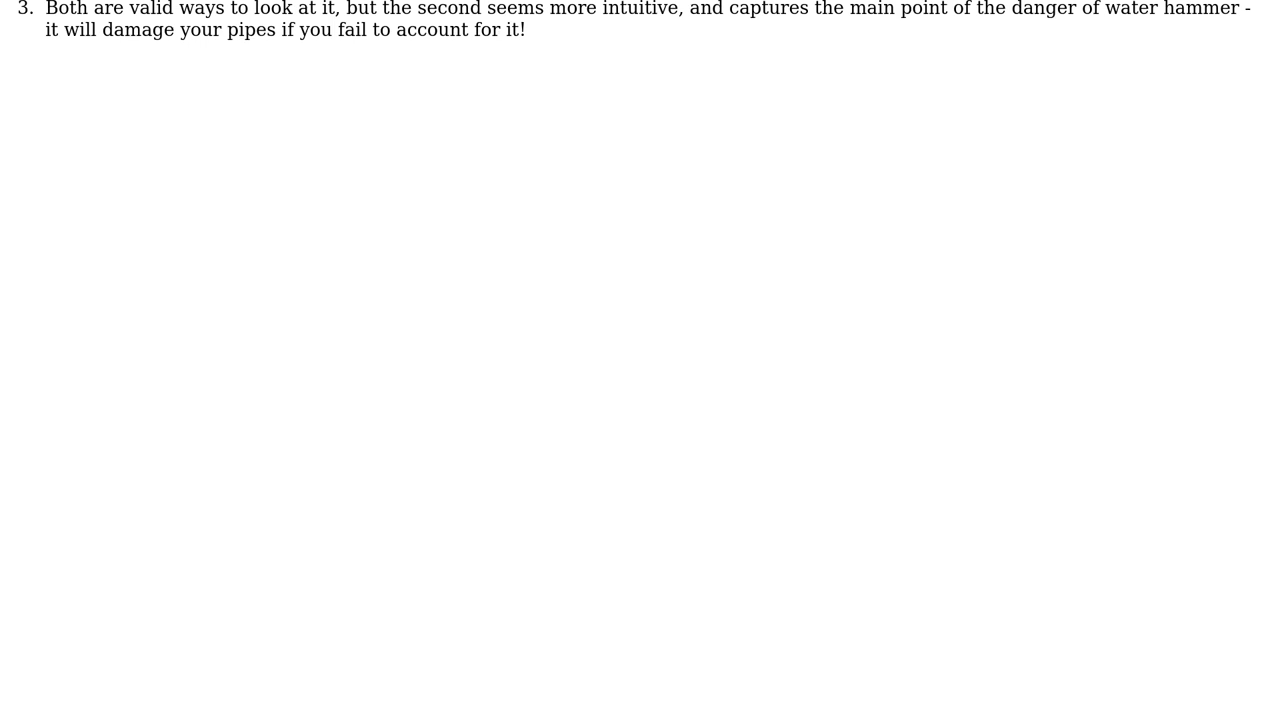 3. Both are valid ways to look at it, but the second seems more intuitive, and captures the main point of the danger of water hammer -
it will damage your pipes if you fail to account for it!